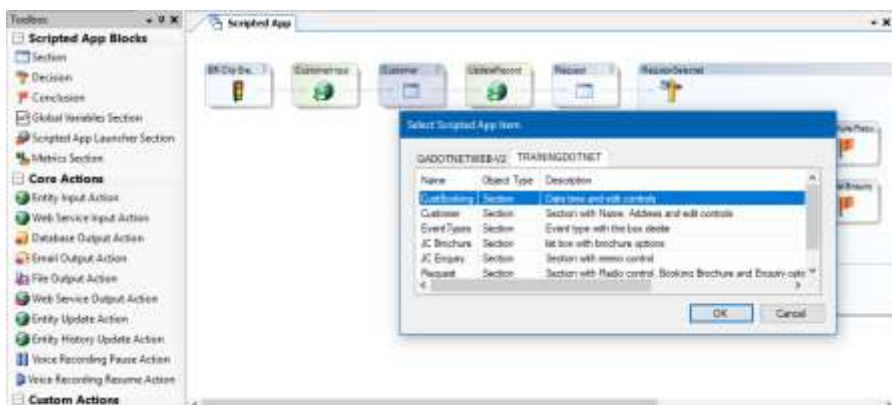 Toolbox
Scripted App Blocks
Section
Decision
Conclusion
Global Variables Section
Scripted App Launcher Section
Metrics Section
Core Actions
Entity Input Action
Web Service Input Action
Database Output Action
Email Output Action
File Output Action
Web Service Output Action
Entity Update Action
Entity History Update Action
Voice Recording Pause Action
Voice Recording Resume Action
Custom Actions
Scripted App
Customer
UpdateRecord
Request
RequestSelected
Select Scripted App Item
QADOTNETWEB-V2 TRAININGDOTNET
Name Object Type Description
CustBooking Section Date time and edit controls
Customer Section Section with Name, Address and edit controls
EventTypes Section Event type with the box
JC Brochure Section list box with brochure options
JC Enquiry Section Section with memo control
Request Section Section with Radio control, Booking Brochure and Enquiry
OK Cancel